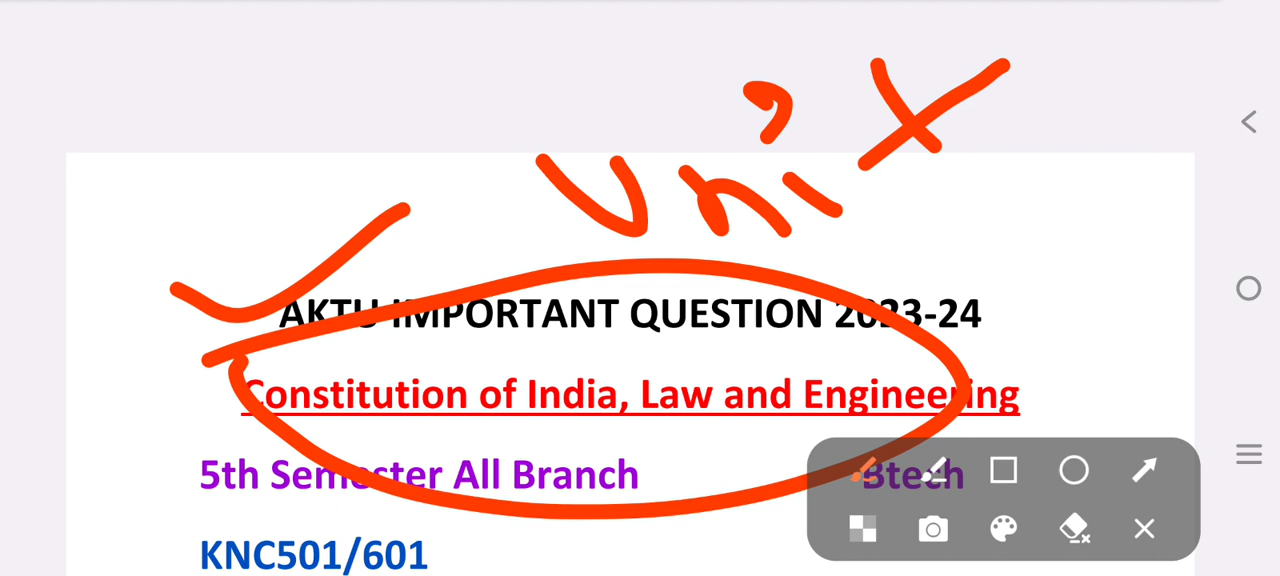 Unit
AKTU IMPORTANT QUESTION 2023-24
Constitution of India, Law and Engineering
5th Semester All Branch Btech
KNC501/601